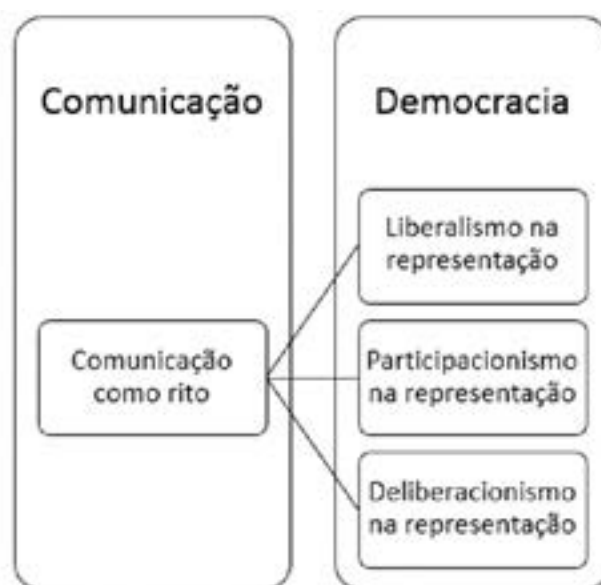 Comunicação
Democracia
Liberalismo na
representação
Comunicação
como rito
Participacionismo
na representação
Deliberacionismo
na representação